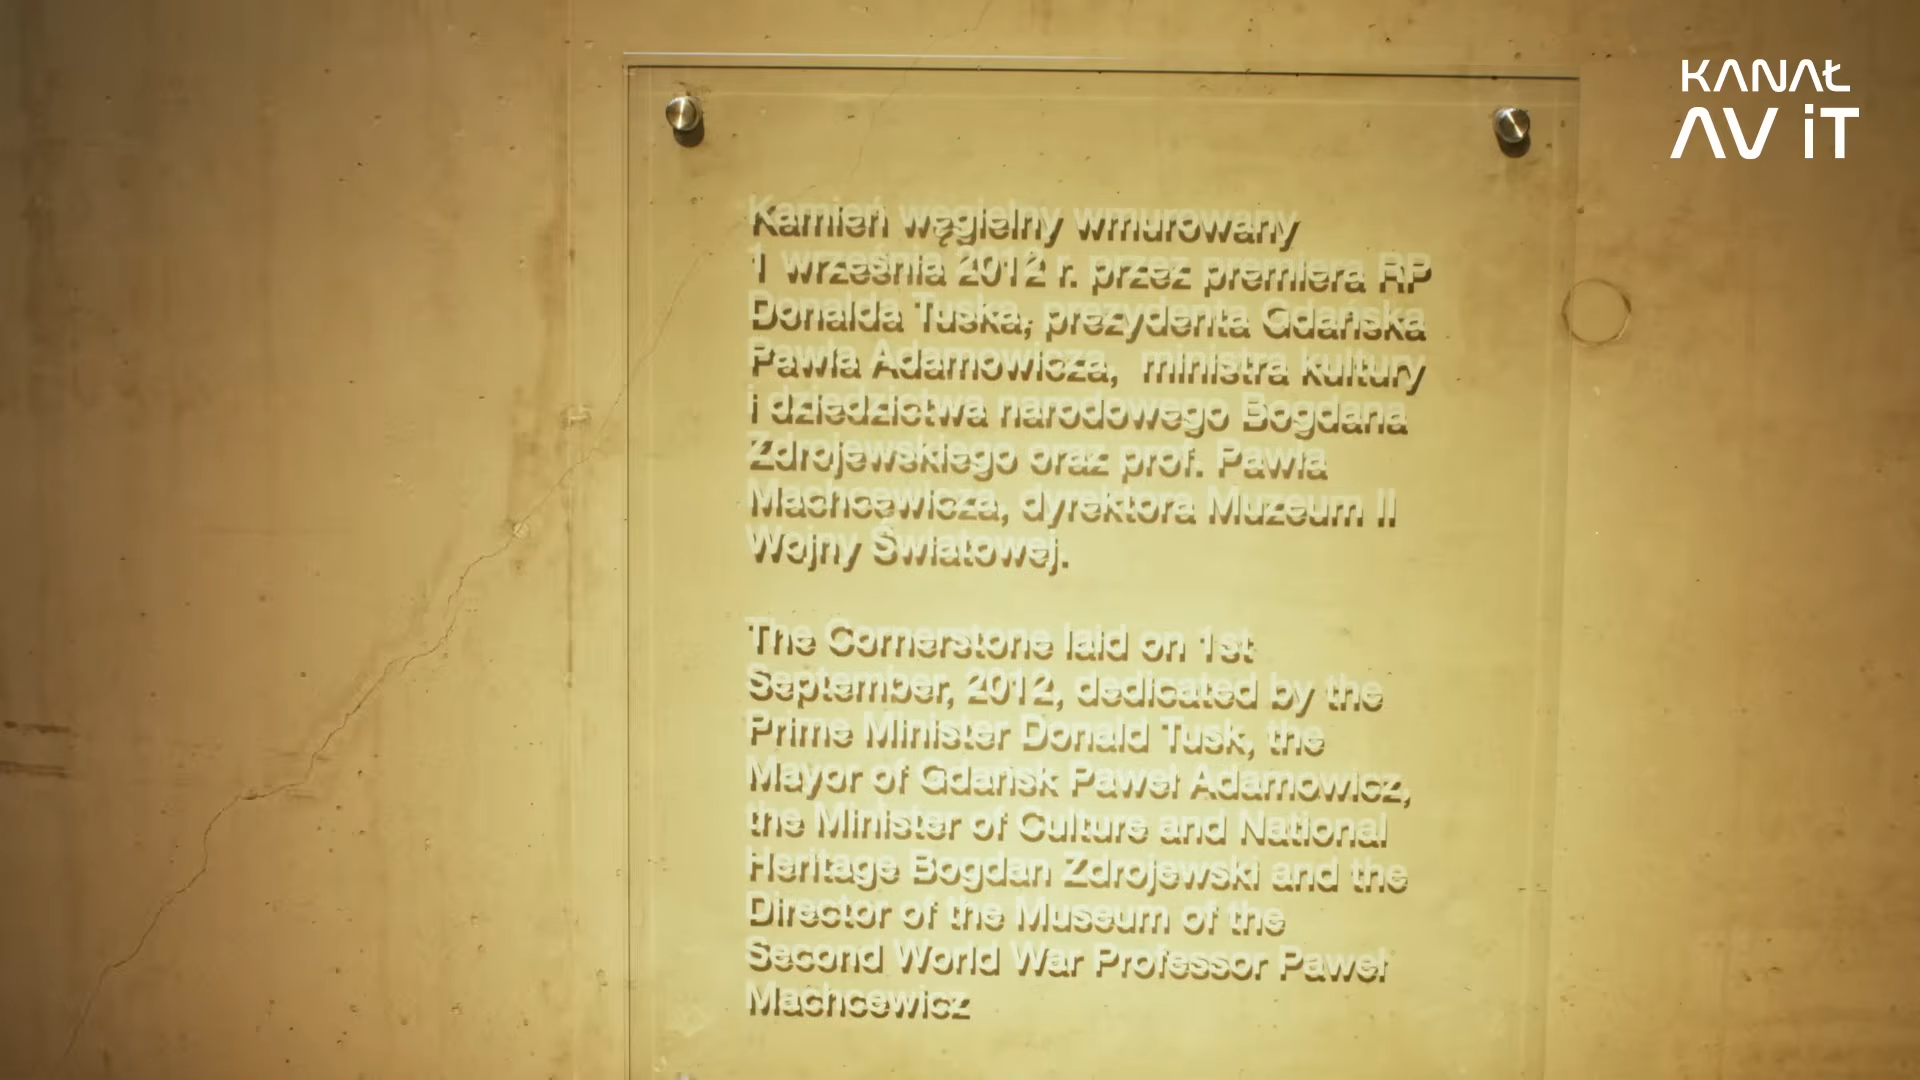 KANAŁ
AV iT
Kamień węgielny wmurowany
1 września 2012 r. przez premiera RP
Donalda Tuska, prezydenta Gdańska
Pawła Adamowicza, ministra kultury
i dziedzictwa narodowego Bogdana
Zdrojewskiego oraz prof. Pawła
Machcewicza, dyrektora Muzeum II
Wojny Światowej.
The Cornerstone laid on 1st
September, 2012, dedicated by the
Prime Minister Donald Tusk, the
Mayor of Gdańsk Paweł Adamowicz,
the Minister of Culture and National
Heritage Bogdan Zdrojewski and the
Director of the Museum of the
Second World War Professor Paweł
Machcewicz